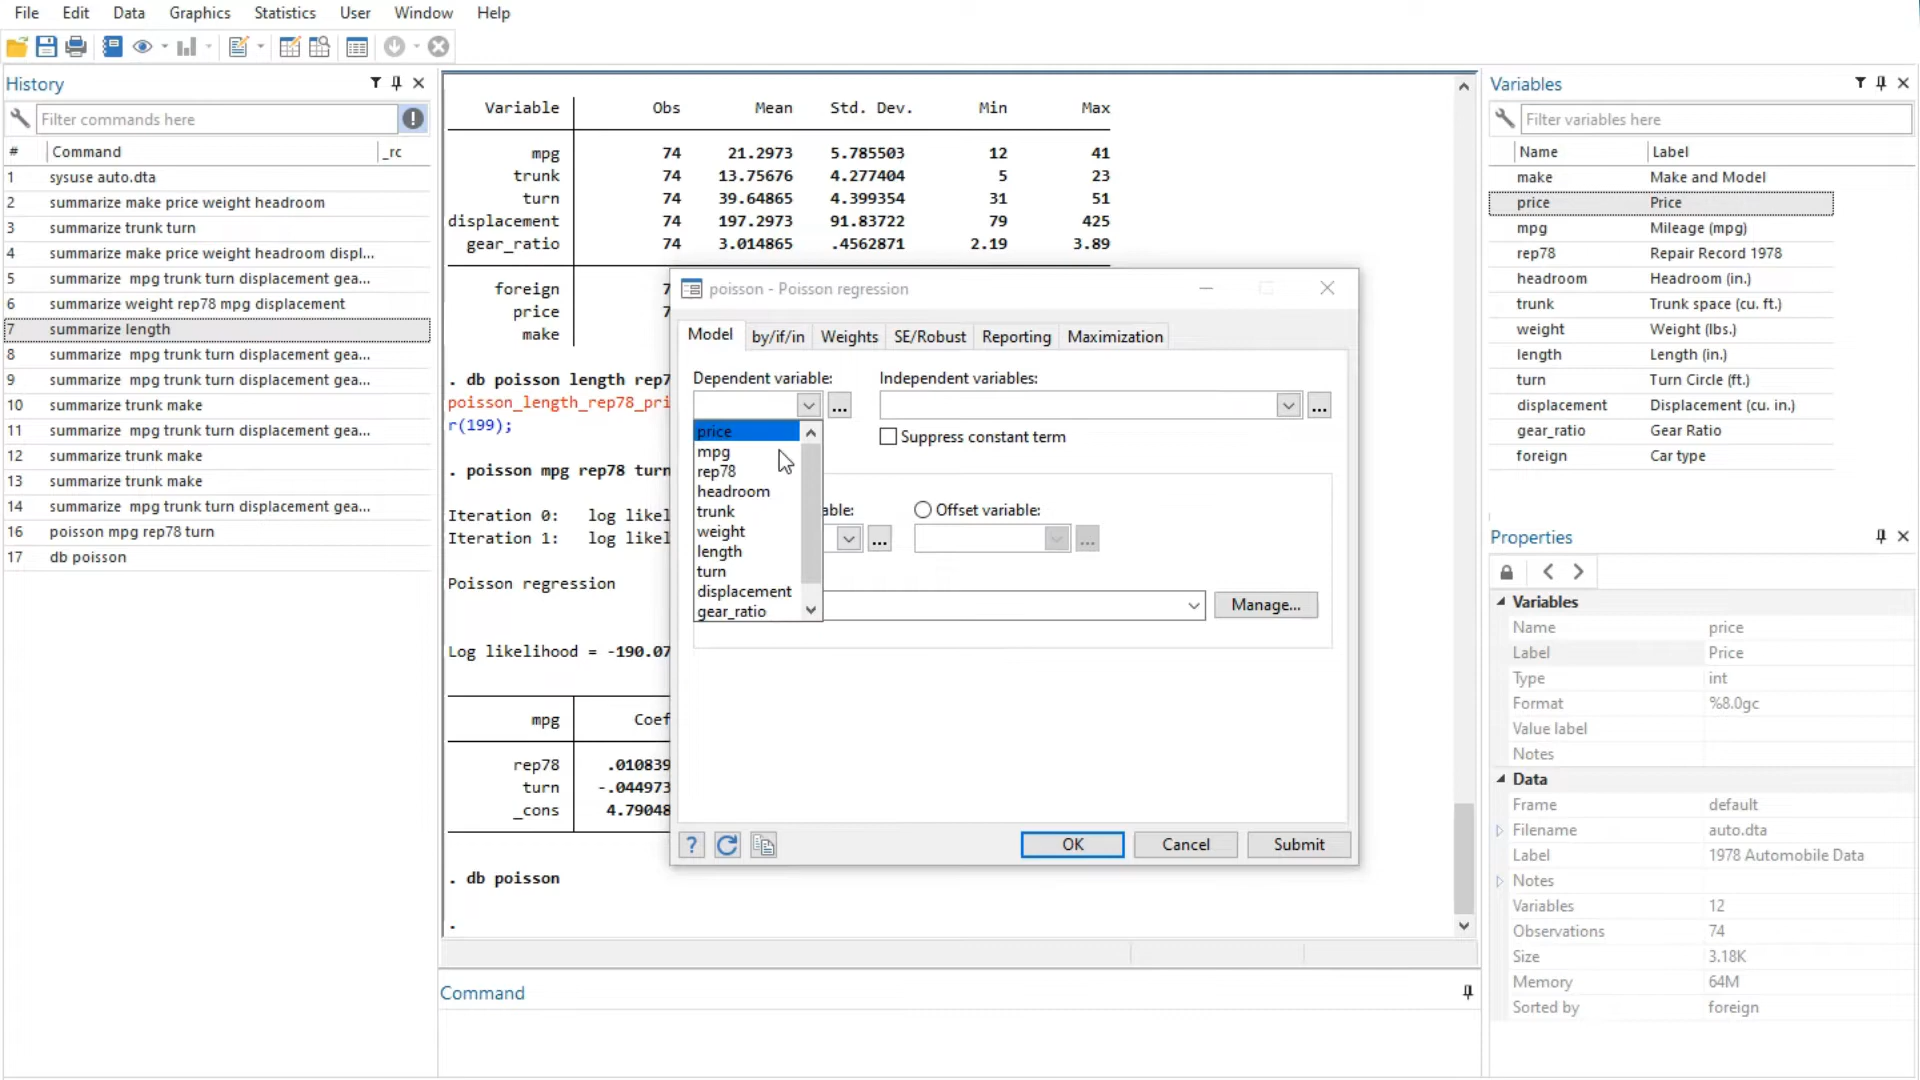 File Edit Data Graphics Statistics User Window Help
History
Filter commands here
# Command _rc
1 sysuse auto.dta
2 summarize make price weight headroom
3 summarize trunk turn
4 summarize make price weight headroom displ...
5 summarize mpg trunk turn displacement gea...
6 summarize weight rep78 mpg displacement
7 summarize length
8 summarize mpg trunk turn displacement gea...
9 summarize mpg trunk turn displacement gea...
10 summarize trunk make
11 summarize mpg trunk turn displacement gea...
12 summarize trunk make
13 summarize trunk make
14 summarize mpg trunk turn displacement gea...
16 poisson mpg rep78 turn
17 db poisson
Variable Obs Mean Std. Dev. Min Max
mpg 74 21.2973 5.785503 12 41
trunk 74 13.75676 4.277404 5 23
turn 74 39.64865 4.399354 31 51
displacement 74 197.2973 91.83722 79 425
gear_ratio 74 3.014865 .4562871 2.19 3.89
foreign 7
price 7
make
. db poisson length rep7
poisson_length_rep78_pri
r(199);
. poisson mpg rep78 turn
Iteration 0: log likel
Iteration 1: log likel
Poisson regression
Log likelihood = -190.07
mpg Coef
rep78 .010839
turn -.044973
_cons 4.79048
. db poisson
.
poisson - Poisson regression
Model by/if/in Weights SE/Robust Reporting Maximization
Dependent variable: Independent variables:
... ...
Suppress constant term
price
mpg
rep78
headroom
trunk
weight
length
turn
displacement
gear_ratio
able: Offset variable:
... ...
Manage...
? OK Cancel Submit
Command
Variables
Filter variables here
Name Label
make Make and Model
price Price
mpg Mileage (mpg)
rep78 Repair Record 1978
headroom Headroom (in.)
trunk Trunk space (cu. ft.)
weight Weight (lbs.)
length Length (in.)
turn Turn Circle (ft.)
displacement Displacement (cu. in.)
gear_ratio Gear Ratio
foreign Car type
Properties
Variables
Name price
Label Price
Type int
Format %8.0gc
Value label
Notes
Data
Frame default
Filename auto.dta
Label 1978 Automobile Data
Notes
Variables 12
Observations 74
Size 3.18K
Memory 64M
Sorted by foreign